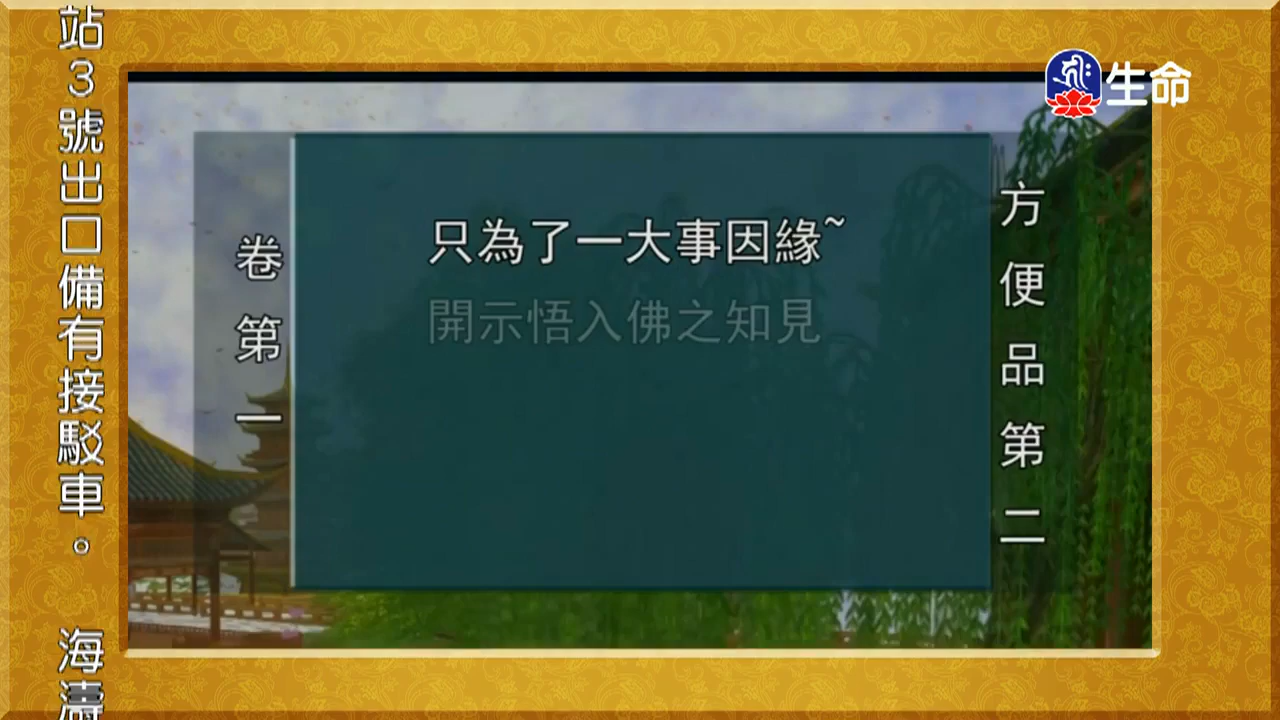 生命
方便品第二
只為了一大事因緣~
開示悟入佛之知見
卷第一
站3號出口備有接駁車。 海濤